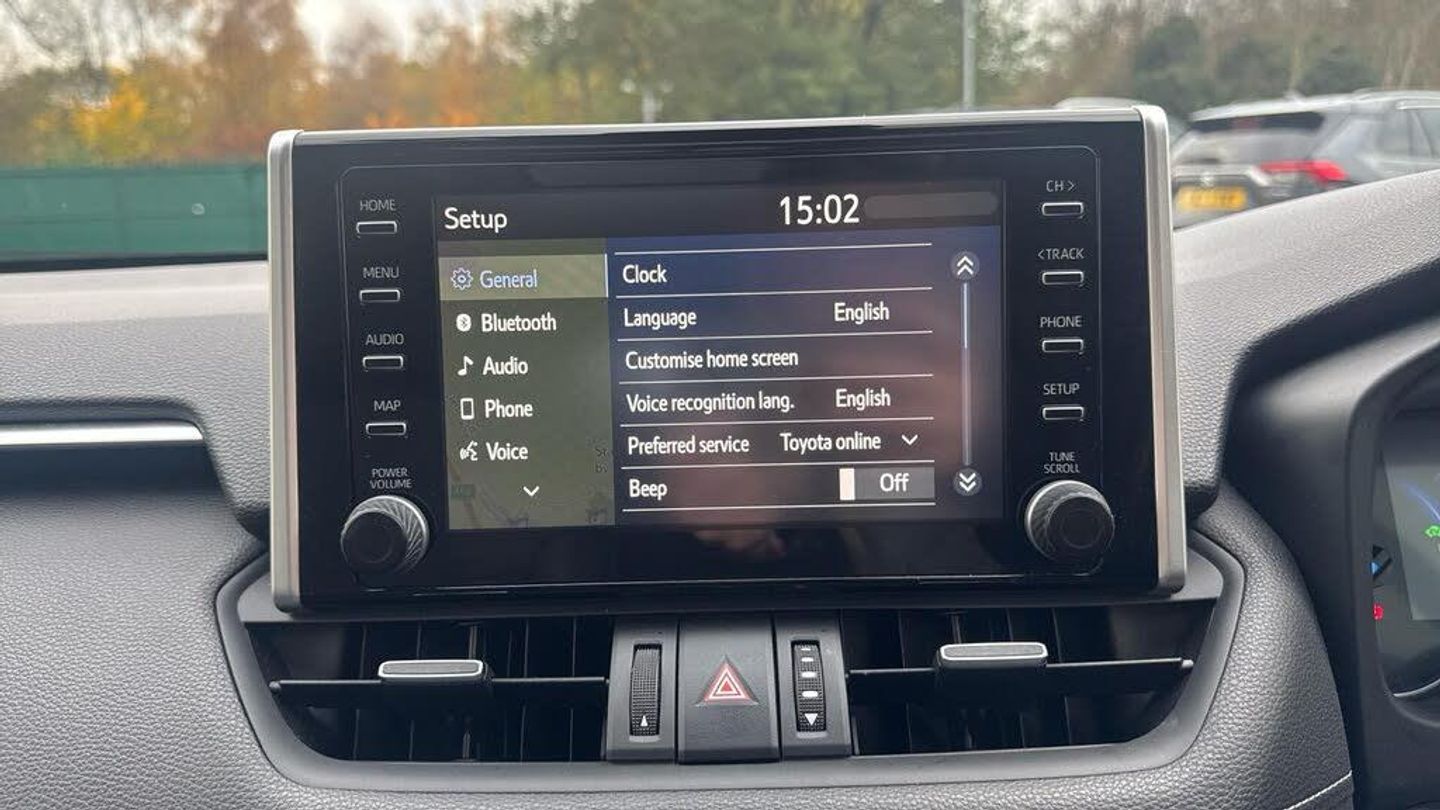 HOME
MENU
AUDIO
MAP
POWER
VOLUME
Setup 15:02
General
Bluetooth
Audio
Phone
Voice
Clock
Language English
Customise home screen
Voice recognition lang. English
Preferred service Toyota online
Beep Off
CH >
< TRACK
PHONE
SETUP
TUNE
SCROLL